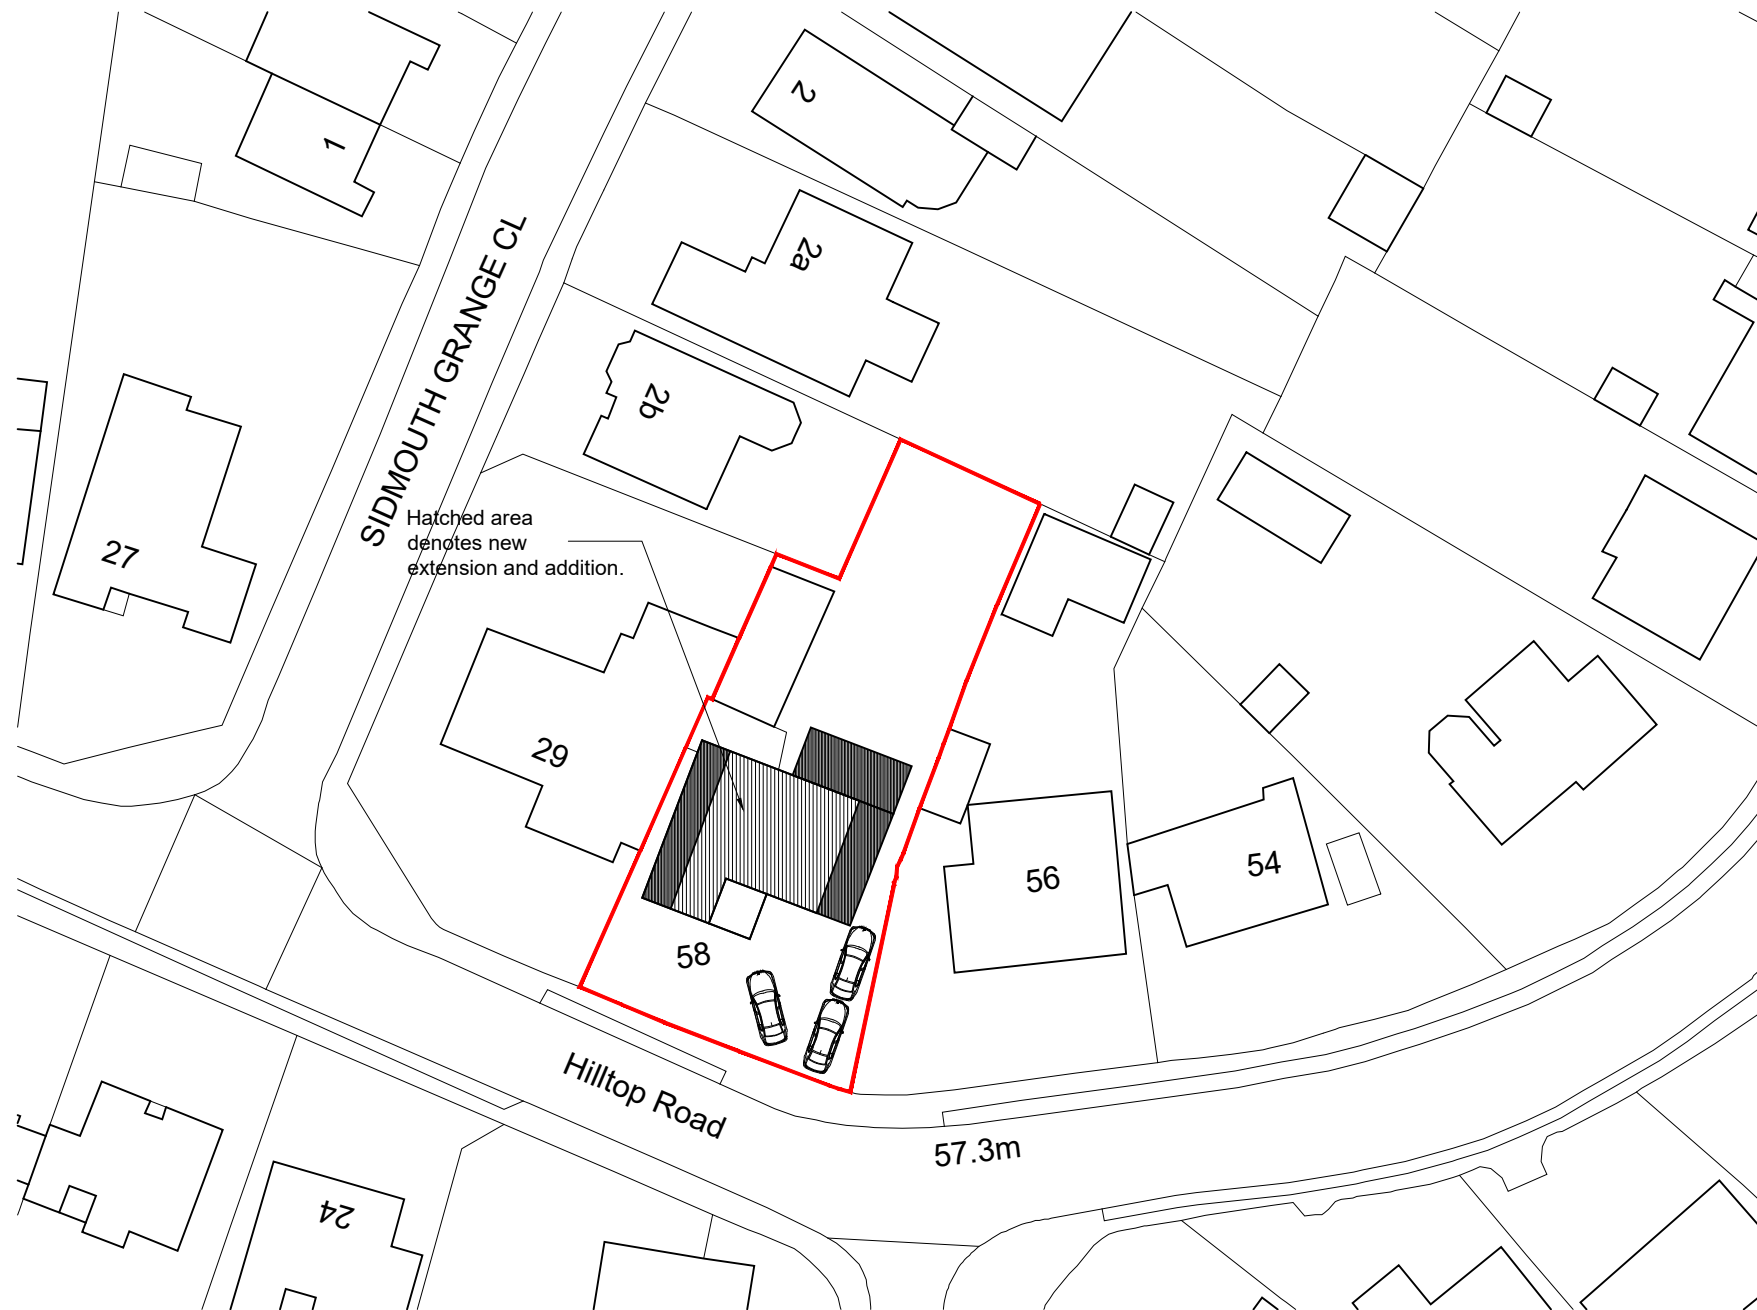 2
1
SIDMOUTH GRANGE CL
2a
2b
Hatched area
denotes new
extension and addition.
27
29
56
54
58
Hilltop Road
57.3m
24